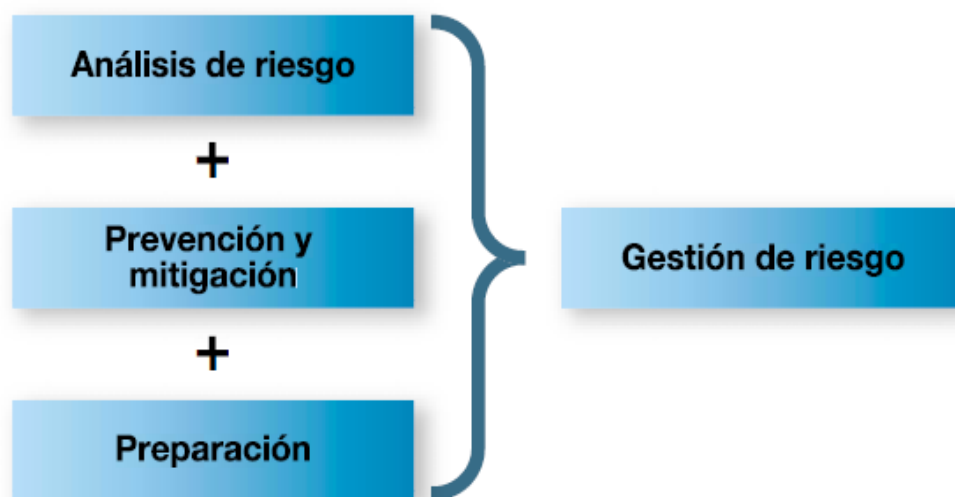 Análisis de riesgo
+
Prevención y
mitigación
+
Preparación
Gestión de riesgo